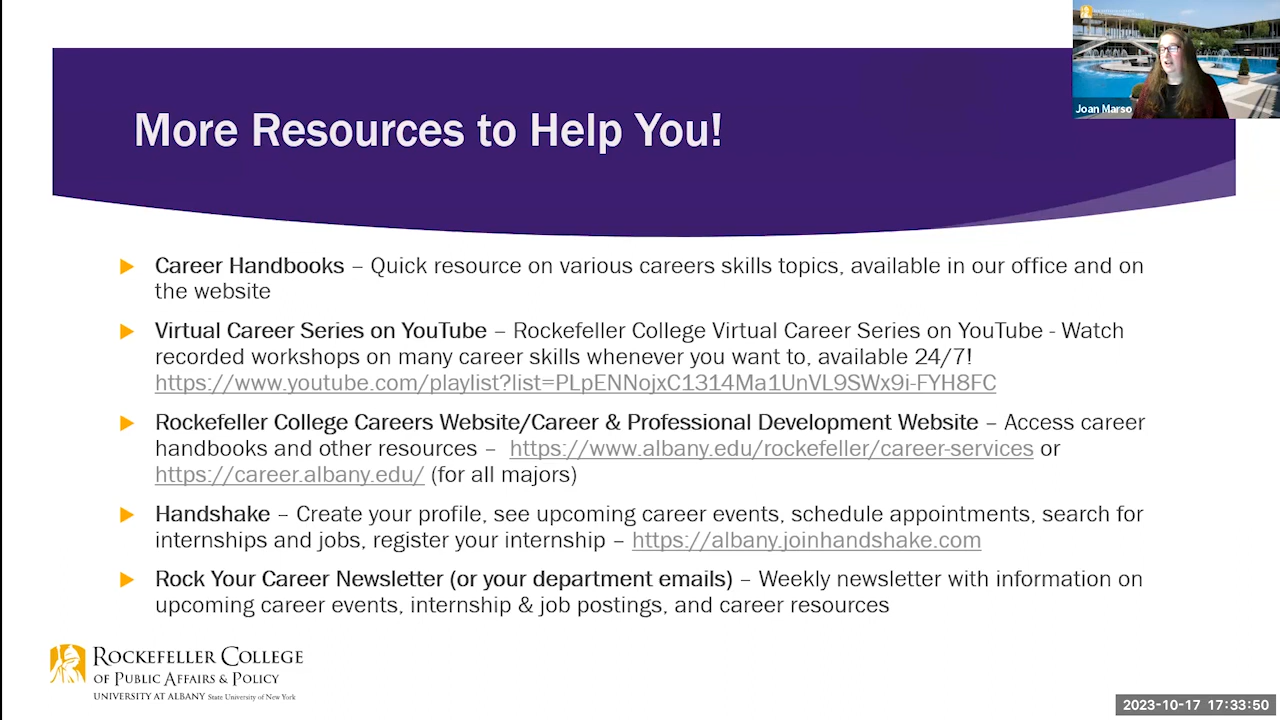 Joan Marso
More Resources to Help You!
Career Handbooks – Quick resource on various careers skills topics, available in our office and on
the website
Virtual Career Series on YouTube – Rockefeller College Virtual Career Series on YouTube - Watch
recorded workshops on many career skills whenever you want to, available 24/7!
https://www.youtube.com/playlist?list=PLpENNojxC1314Ma1UnVL9SWx9i-FYH8FC
Rockefeller College Careers Website/Career & Professional Development Website – Access career
handbooks and other resources – https://www.albany.edu/rockefeller/career-services or
https://career.albany.edu/ (for all majors)
Handshake – Create your profile, see upcoming career events, schedule appointments, search for
internships and jobs, register your internship – https://albany.joinhandshake.com
Rock Your Career Newsletter (or your department emails) – Weekly newsletter with information on
upcoming career events, internship & job postings, and career resources
ROCKEFELLER COLLEGE
OF PUBLIC AFFAIRS & POLICY
UNIVERSITY AT ALBANY State University of New York
2023-10-17 17:33:50